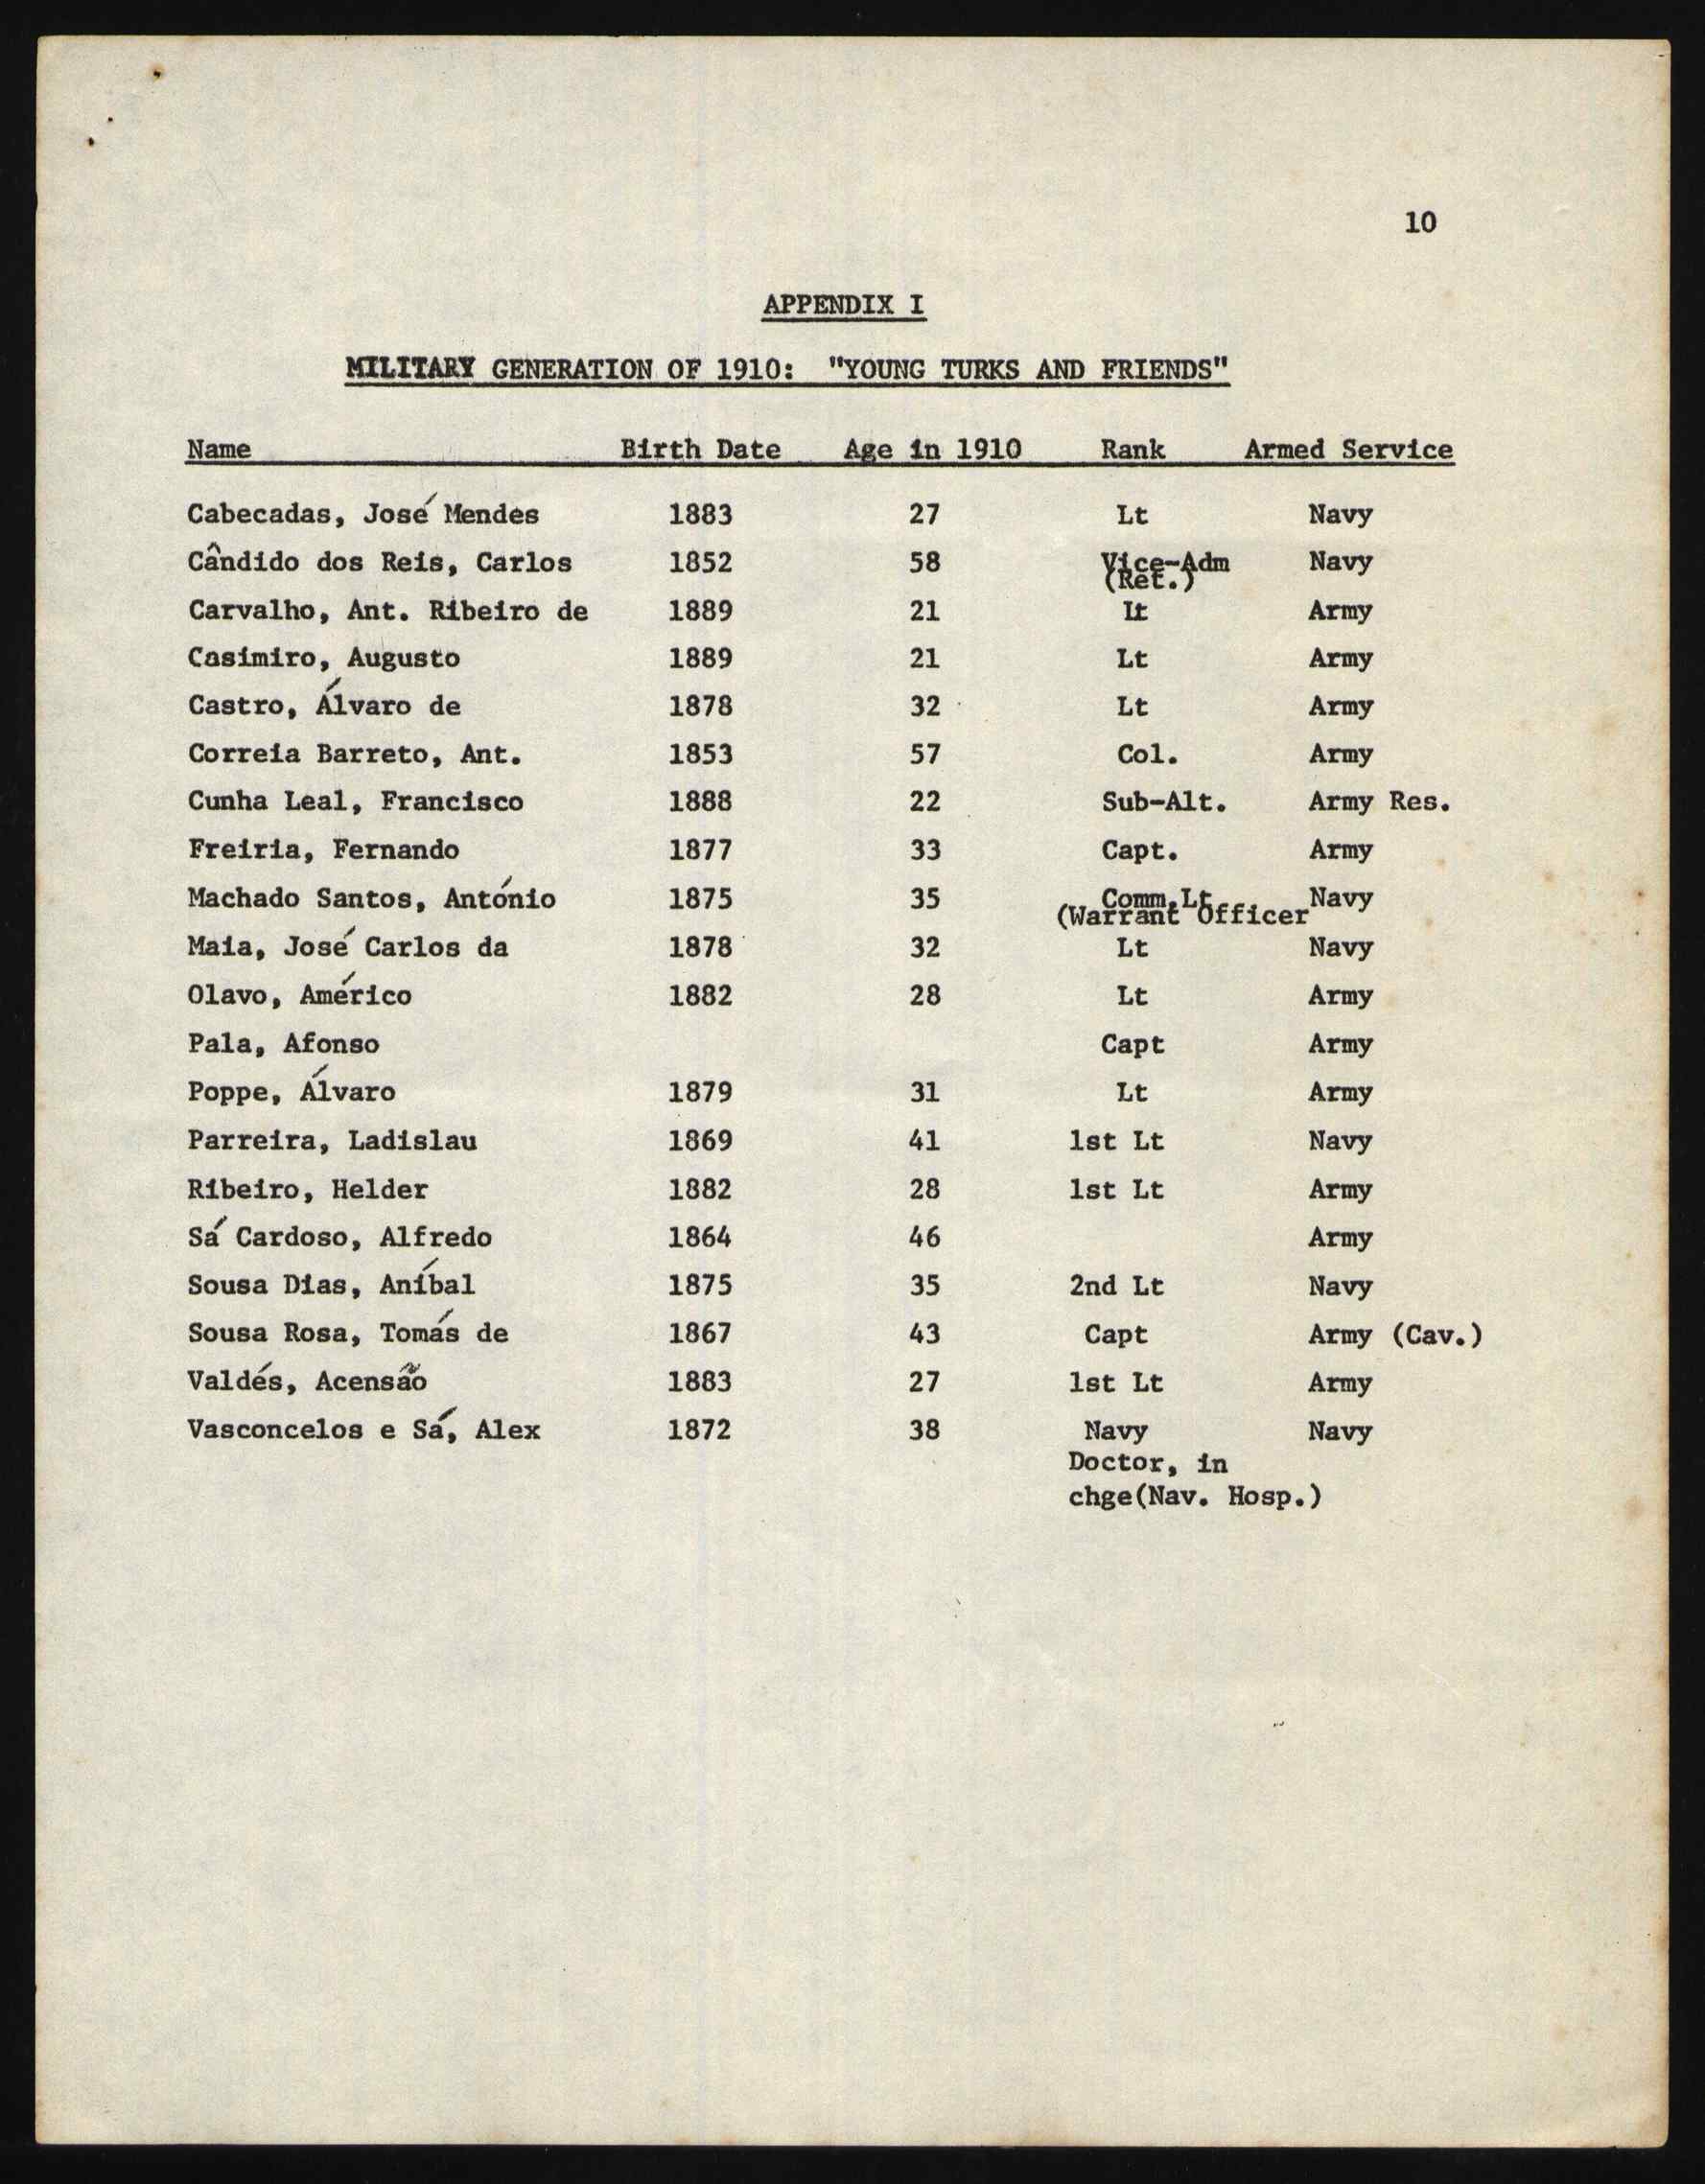 10
APPENDIX I
MILITARY GENERATION OF 1910: "YOUNG TURKS AND FRIENDS"
Name Birth Date Age in 1910 Rank Armed Service
Cabecadas, José Mendes 1883 27 Lt Navy
Cândido dos Reis, Carlos 1852 58 Vice-Adm Navy
(Ret.)
Carvalho, Ant. Ribeiro de 1889 21 Lt Army
Casimiro, Augusto 1889 21 Lt Army
Castro, Álvaro de 1878 32 Lt Army
Correia Barreto, Ant. 1853 57 Col. Army
Cunha Leal, Francisco 1888 22 Sub-Alt. Army Res.
Freiria, Fernando 1877 33 Capt. Army
Machado Santos, António 1875 35 Comm.Lt Navy
(Warrant Officer
Maia, José Carlos da 1878 32 Lt Navy
Olavo, Américo 1882 28 Lt Army
Pala, Afonso Capt Army
Poppe, Álvaro 1879 31 Lt Army
Parreira, Ladislau 1869 41 1st Lt Navy
Ribeiro, Helder 1882 28 1st Lt Army
Sá Cardoso, Alfredo 1864 46 Army
Sousa Dias, Aníbal 1875 35 2nd Lt Navy
Sousa Rosa, Tomás de 1867 43 Capt Army (Cav.)
Valdés, Acensão 1883 27 1st Lt Army
Vasconcelos e Sá, Alex 1872 38 Navy Navy
Doctor, in
chge(Nav. Hosp.)